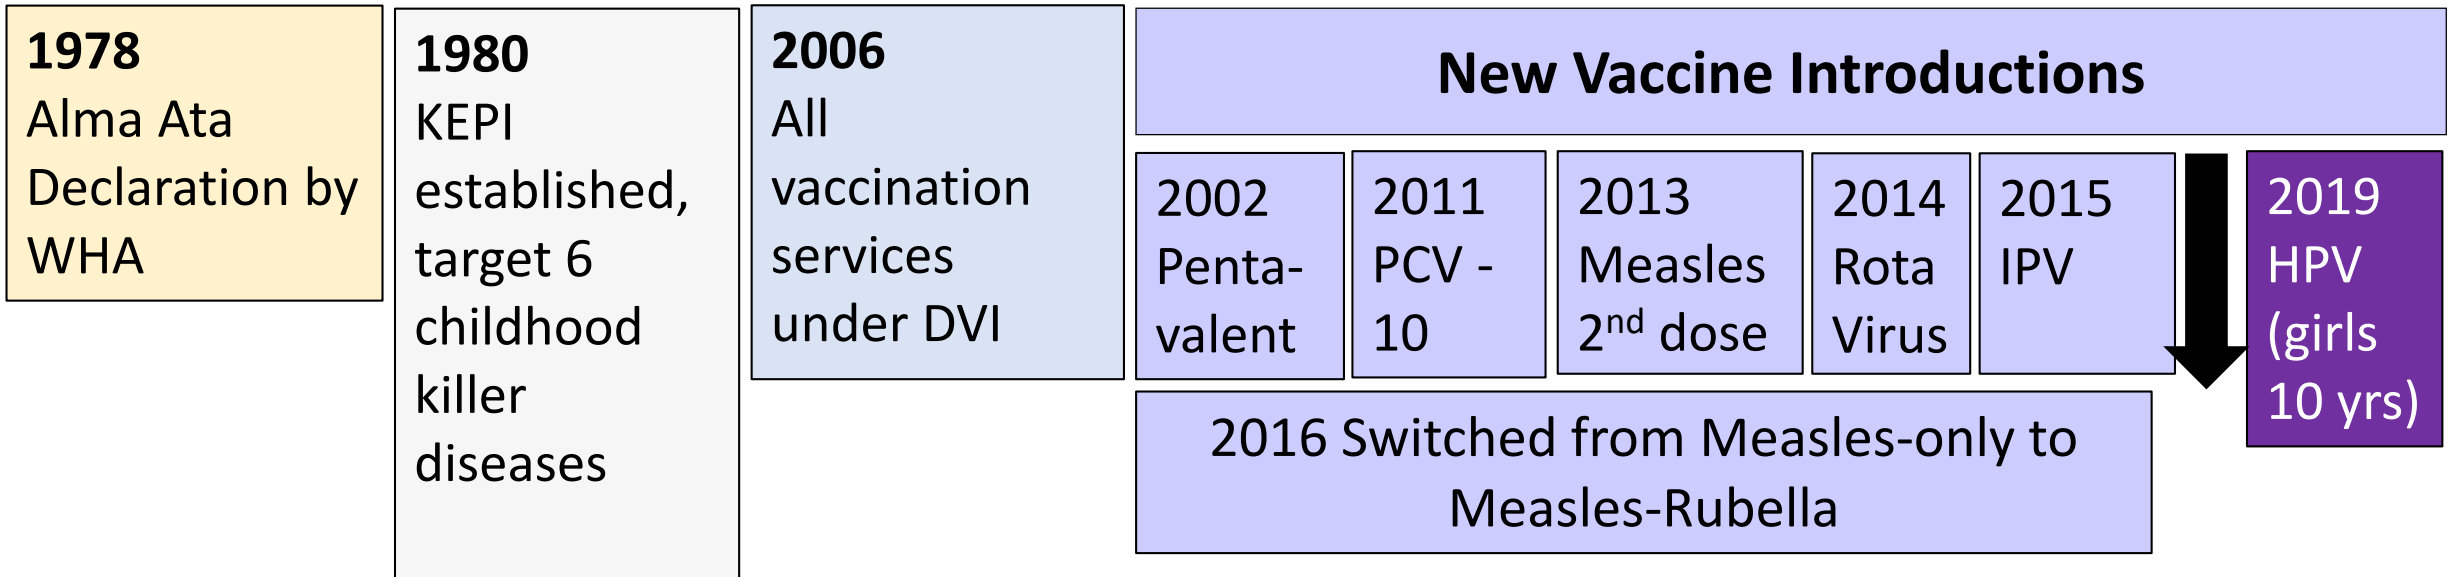 1978
Alma Ata
Declaration by
WHA
1980
KEPI
established,
target 6
childhood
killer
diseases
2006
All
vaccination
services
under DVI
New Vaccine Introductions
2002
Penta-
valent
2011
PCV -
10
2013
Measles
2nd dose
2014
Rota
Virus
2015
IPV
2019
HPV
(girls
10 yrs)
2016 Switched from Measles-only to
Measles-Rubella